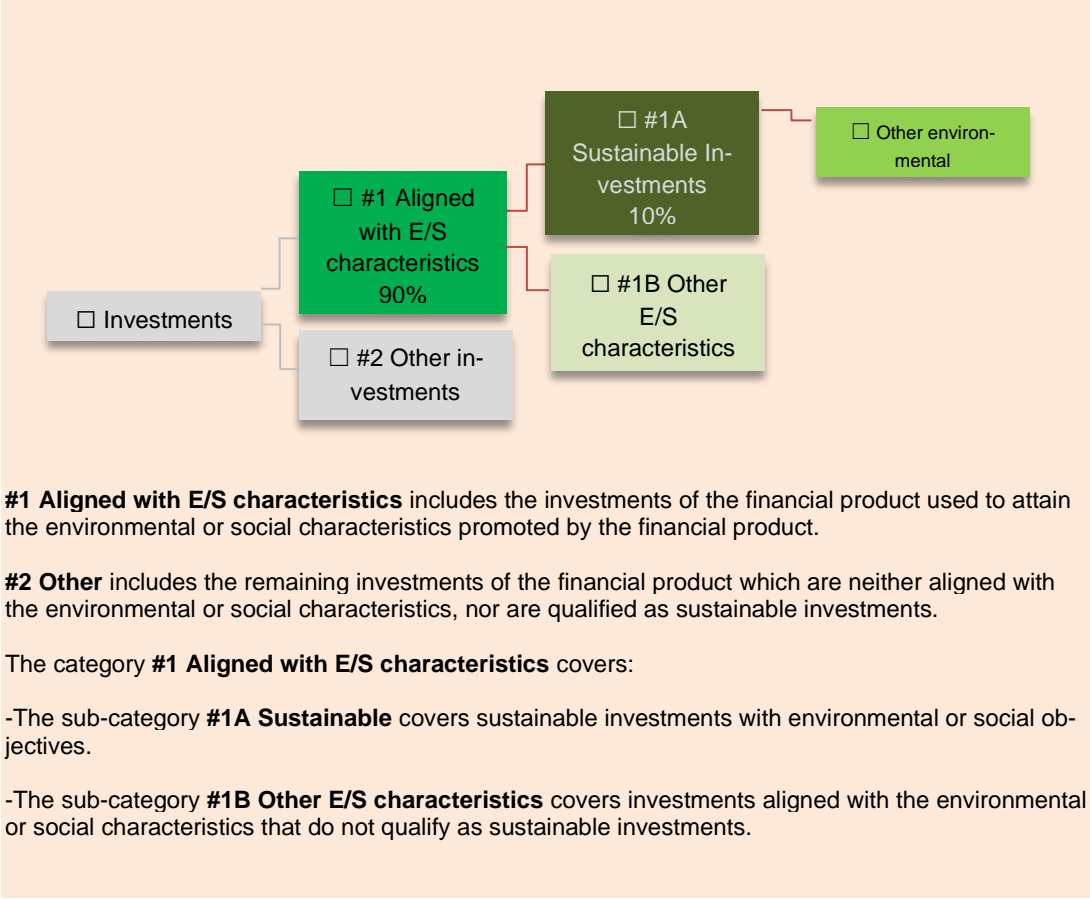 ☐ #1A
Sustainable In-
vestments
10%
☐ Other environ-
mental
☐ #1 Aligned
with E/S
characteristics
90%
☐ #1B Other
E/S
characteristics
☐ Investments
☐ #2 Other in-
vestments
#1 Aligned with E/S characteristics includes the investments of the financial product used to attain
the environmental or social characteristics promoted by the financial product.
#2 Other includes the remaining investments of the financial product which are neither aligned with
the environmental or social characteristics, nor are qualified as sustainable investments.
The category #1 Aligned with E/S characteristics covers:
-The sub-category #1A Sustainable covers sustainable investments with environmental or social ob-
jectives.
-The sub-category #1B Other E/S characteristics covers investments aligned with the environmental
or social characteristics that do not qualify as sustainable investments.